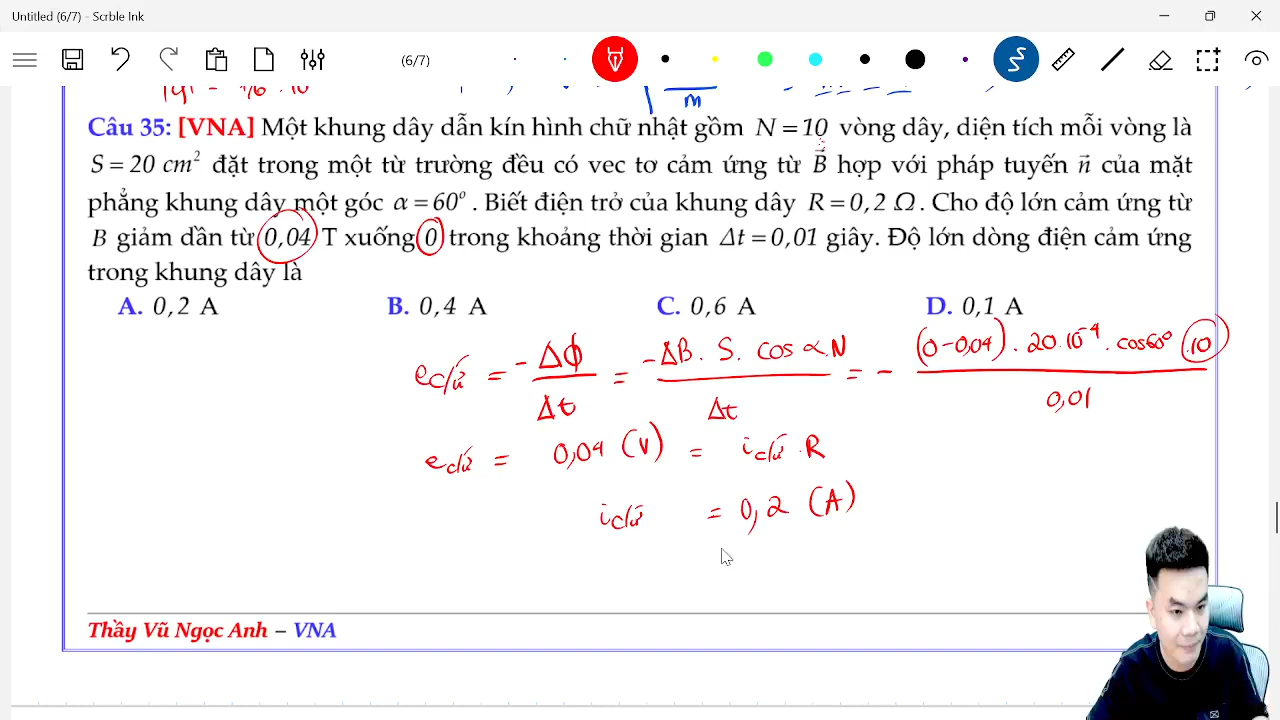 Untitled (6/7) - Scrble Ink
(6/7)
Câu 35: [VNA] Một khung dây dẫn kín hình chữ nhật gồm N = 10 vòng dây, diện tích mỗi vòng là
S = 20 cm² đặt trong một từ trường đều có vec tơ cảm ứng từ B⃗ hợp với pháp tuyến n⃗ của mặt
phẳng khung dây một góc α = 60°. Biết điện trở của khung dây R = 0,2 Ω. Cho độ lớn cảm ứng từ
B giảm dần từ 0,04 T xuống 0 trong khoảng thời gian Δt = 0,01 giây. Độ lớn dòng điện cảm ứng
trong khung dây là
A. 0,2 A B. 0,4 A C. 0,6 A D. 0,1 A
e_cứ = -ΔΦ/Δt = -ΔB.S.cosα.N/Δt = - (0-0,04).20.10⁻⁴.cos60°.10/0,01
e_cứ = 0,04 (V) = i_cứ.R
i_cứ = 0,2 (A)
Thầy Vũ Ngọc Anh – VNA